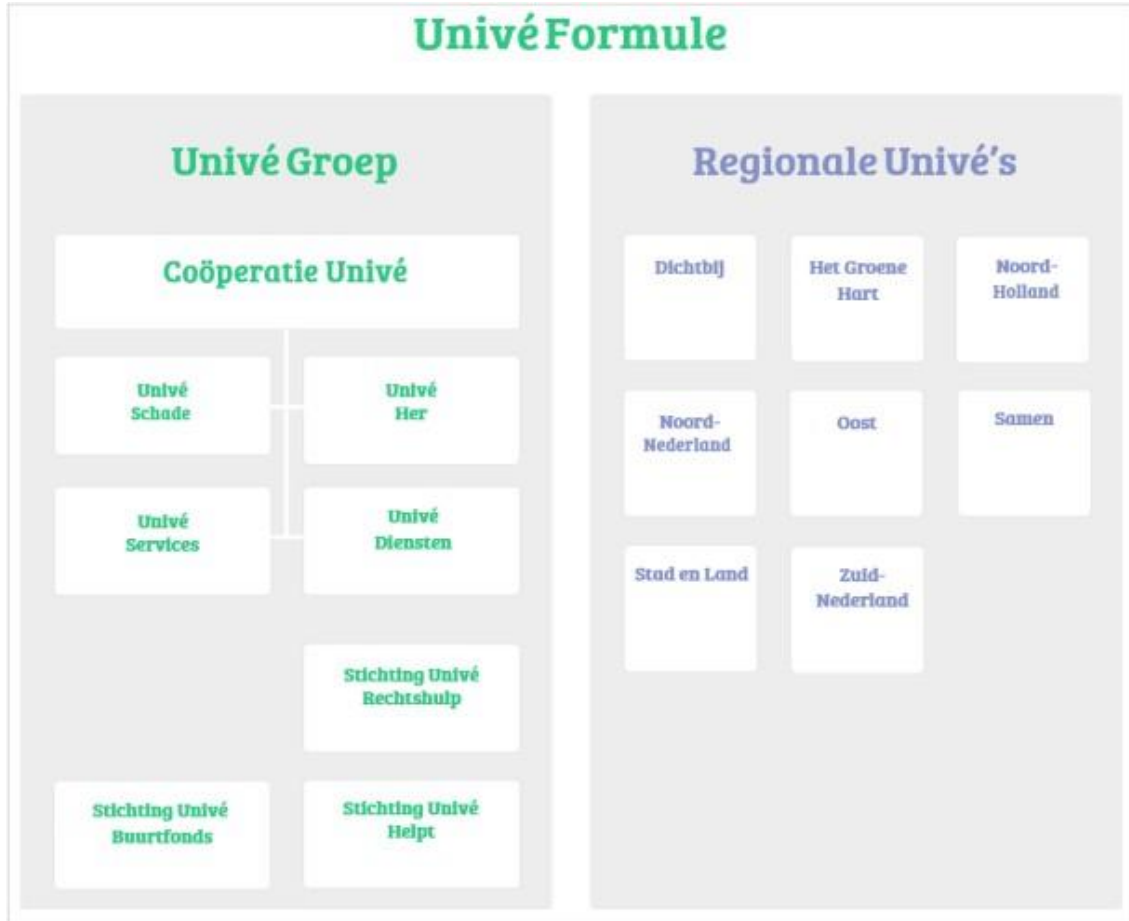 Univé Formule
Univé Groep
Coöperatie Univé
Univé
Schade
Univé
Her
Univé
Services
Univé
Diensten
Stichting Univé
Rechtshulp
Stichting Univé
Buurtfonds
Stichting Univé
Helpt
Regionale Univé's
Dichtbij
Het Groene
Hart
Noord-
Holland
Noord-
Nederland
Oost
Samen
Stad en Land
Zuid-
Nederland